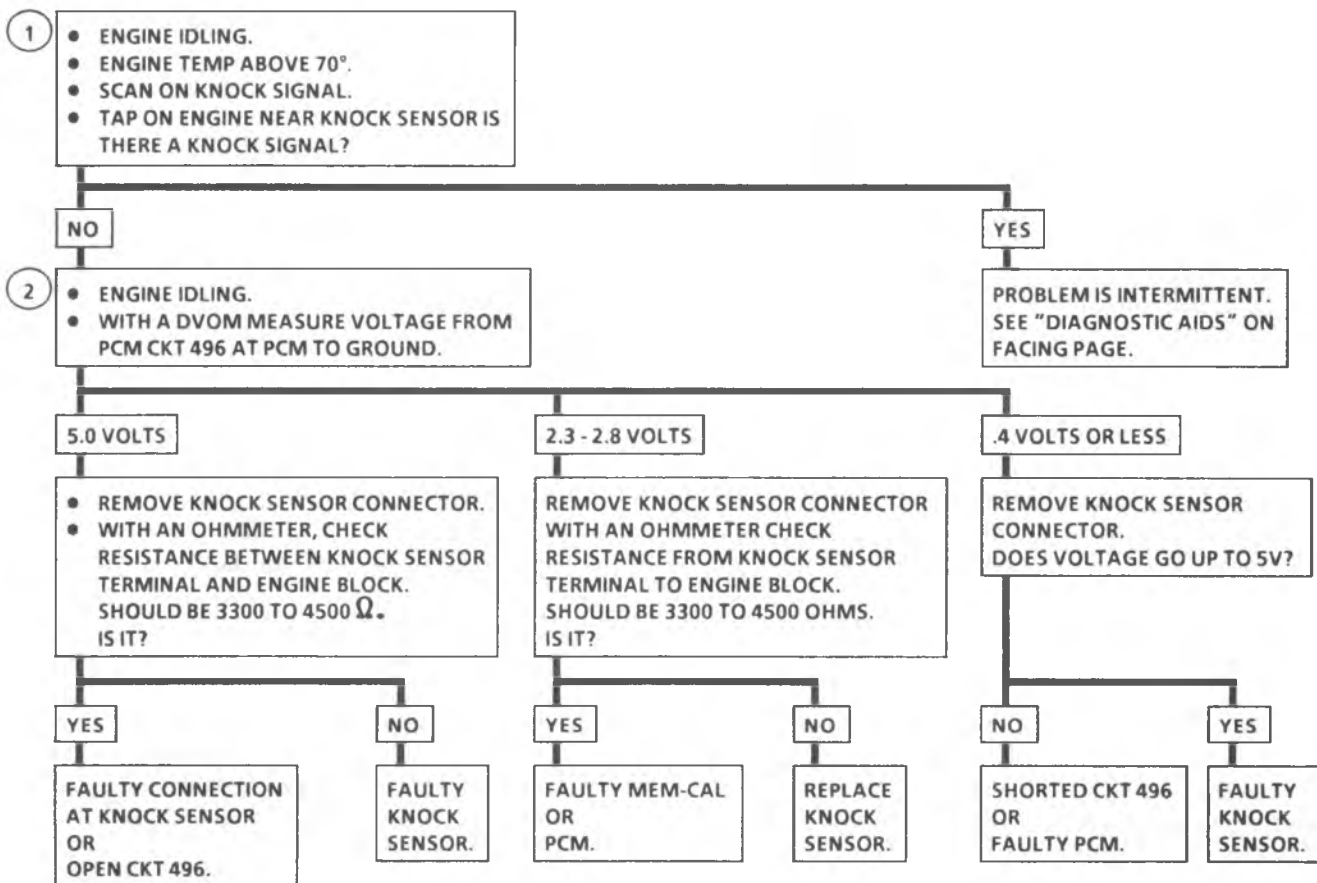 1
• ENGINE IDLING.
• ENGINE TEMP ABOVE 70°.
• SCAN ON KNOCK SIGNAL.
• TAP ON ENGINE NEAR KNOCK SENSOR IS
THERE A KNOCK SIGNAL?
NO
YES
2
• ENGINE IDLING.
• WITH A DVOM MEASURE VOLTAGE FROM
PCM CKT 496 AT PCM TO GROUND.
PROBLEM IS INTERMITTENT.
SEE "DIAGNOSTIC AIDS" ON
FACING PAGE.
5.0 VOLTS
2.3 - 2.8 VOLTS
.4 VOLTS OR LESS
• REMOVE KNOCK SENSOR CONNECTOR.
• WITH AN OHMMETER, CHECK
RESISTANCE BETWEEN KNOCK SENSOR
TERMINAL AND ENGINE BLOCK.
SHOULD BE 3300 TO 4500 Ω.
IS IT?
REMOVE KNOCK SENSOR CONNECTOR
WITH AN OHMMETER CHECK
RESISTANCE FROM KNOCK SENSOR
TERMINAL TO ENGINE BLOCK.
SHOULD BE 3300 TO 4500 OHMS.
IS IT?
REMOVE KNOCK SENSOR
CONNECTOR.
DOES VOLTAGE GO UP TO 5V?
YES
NO
YES
NO
NO
YES
FAULTY CONNECTION
AT KNOCK SENSOR
OR
OPEN CKT 496.
FAULTY
KNOCK
SENSOR.
FAULTY MEM-CAL
OR
PCM.
REPLACE
KNOCK
SENSOR.
SHORTED CKT 496
OR
FAULTY PCM.
FAULTY
KNOCK
SENSOR.